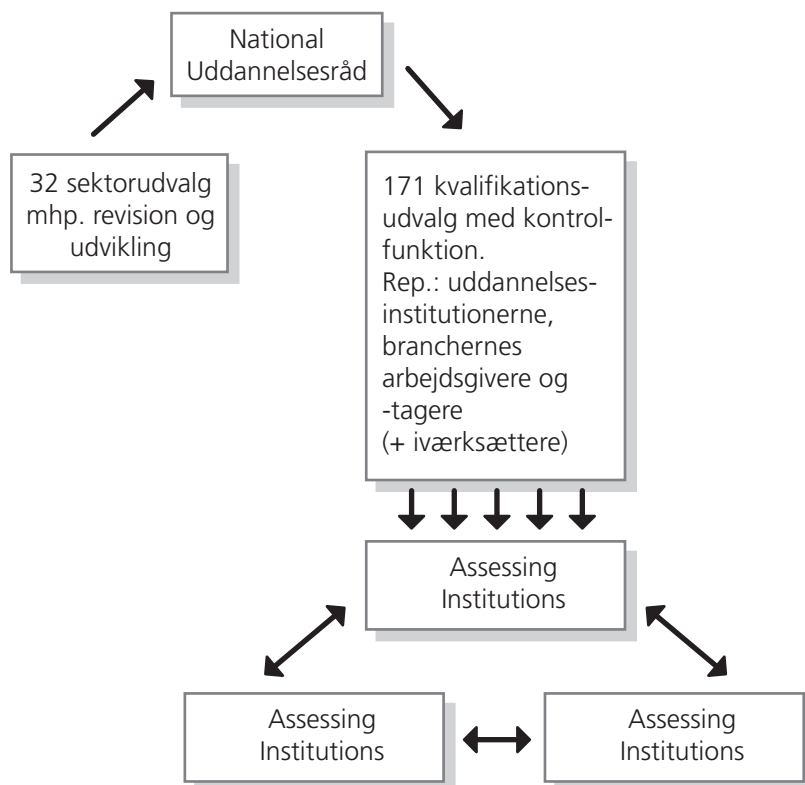 National
Uddannelsesråd
32 sektorudvalg
mhp. revision og
udvikling
171 kvalifikations-
udvalg med kontrol-
funktion.
Rep.: uddannelses-
institutionerne,
branchernes
arbejdsgivere og
-tagere
(+ iværksættere)
Assessing
Institutions
Assessing
Institutions
Assessing
Institutions